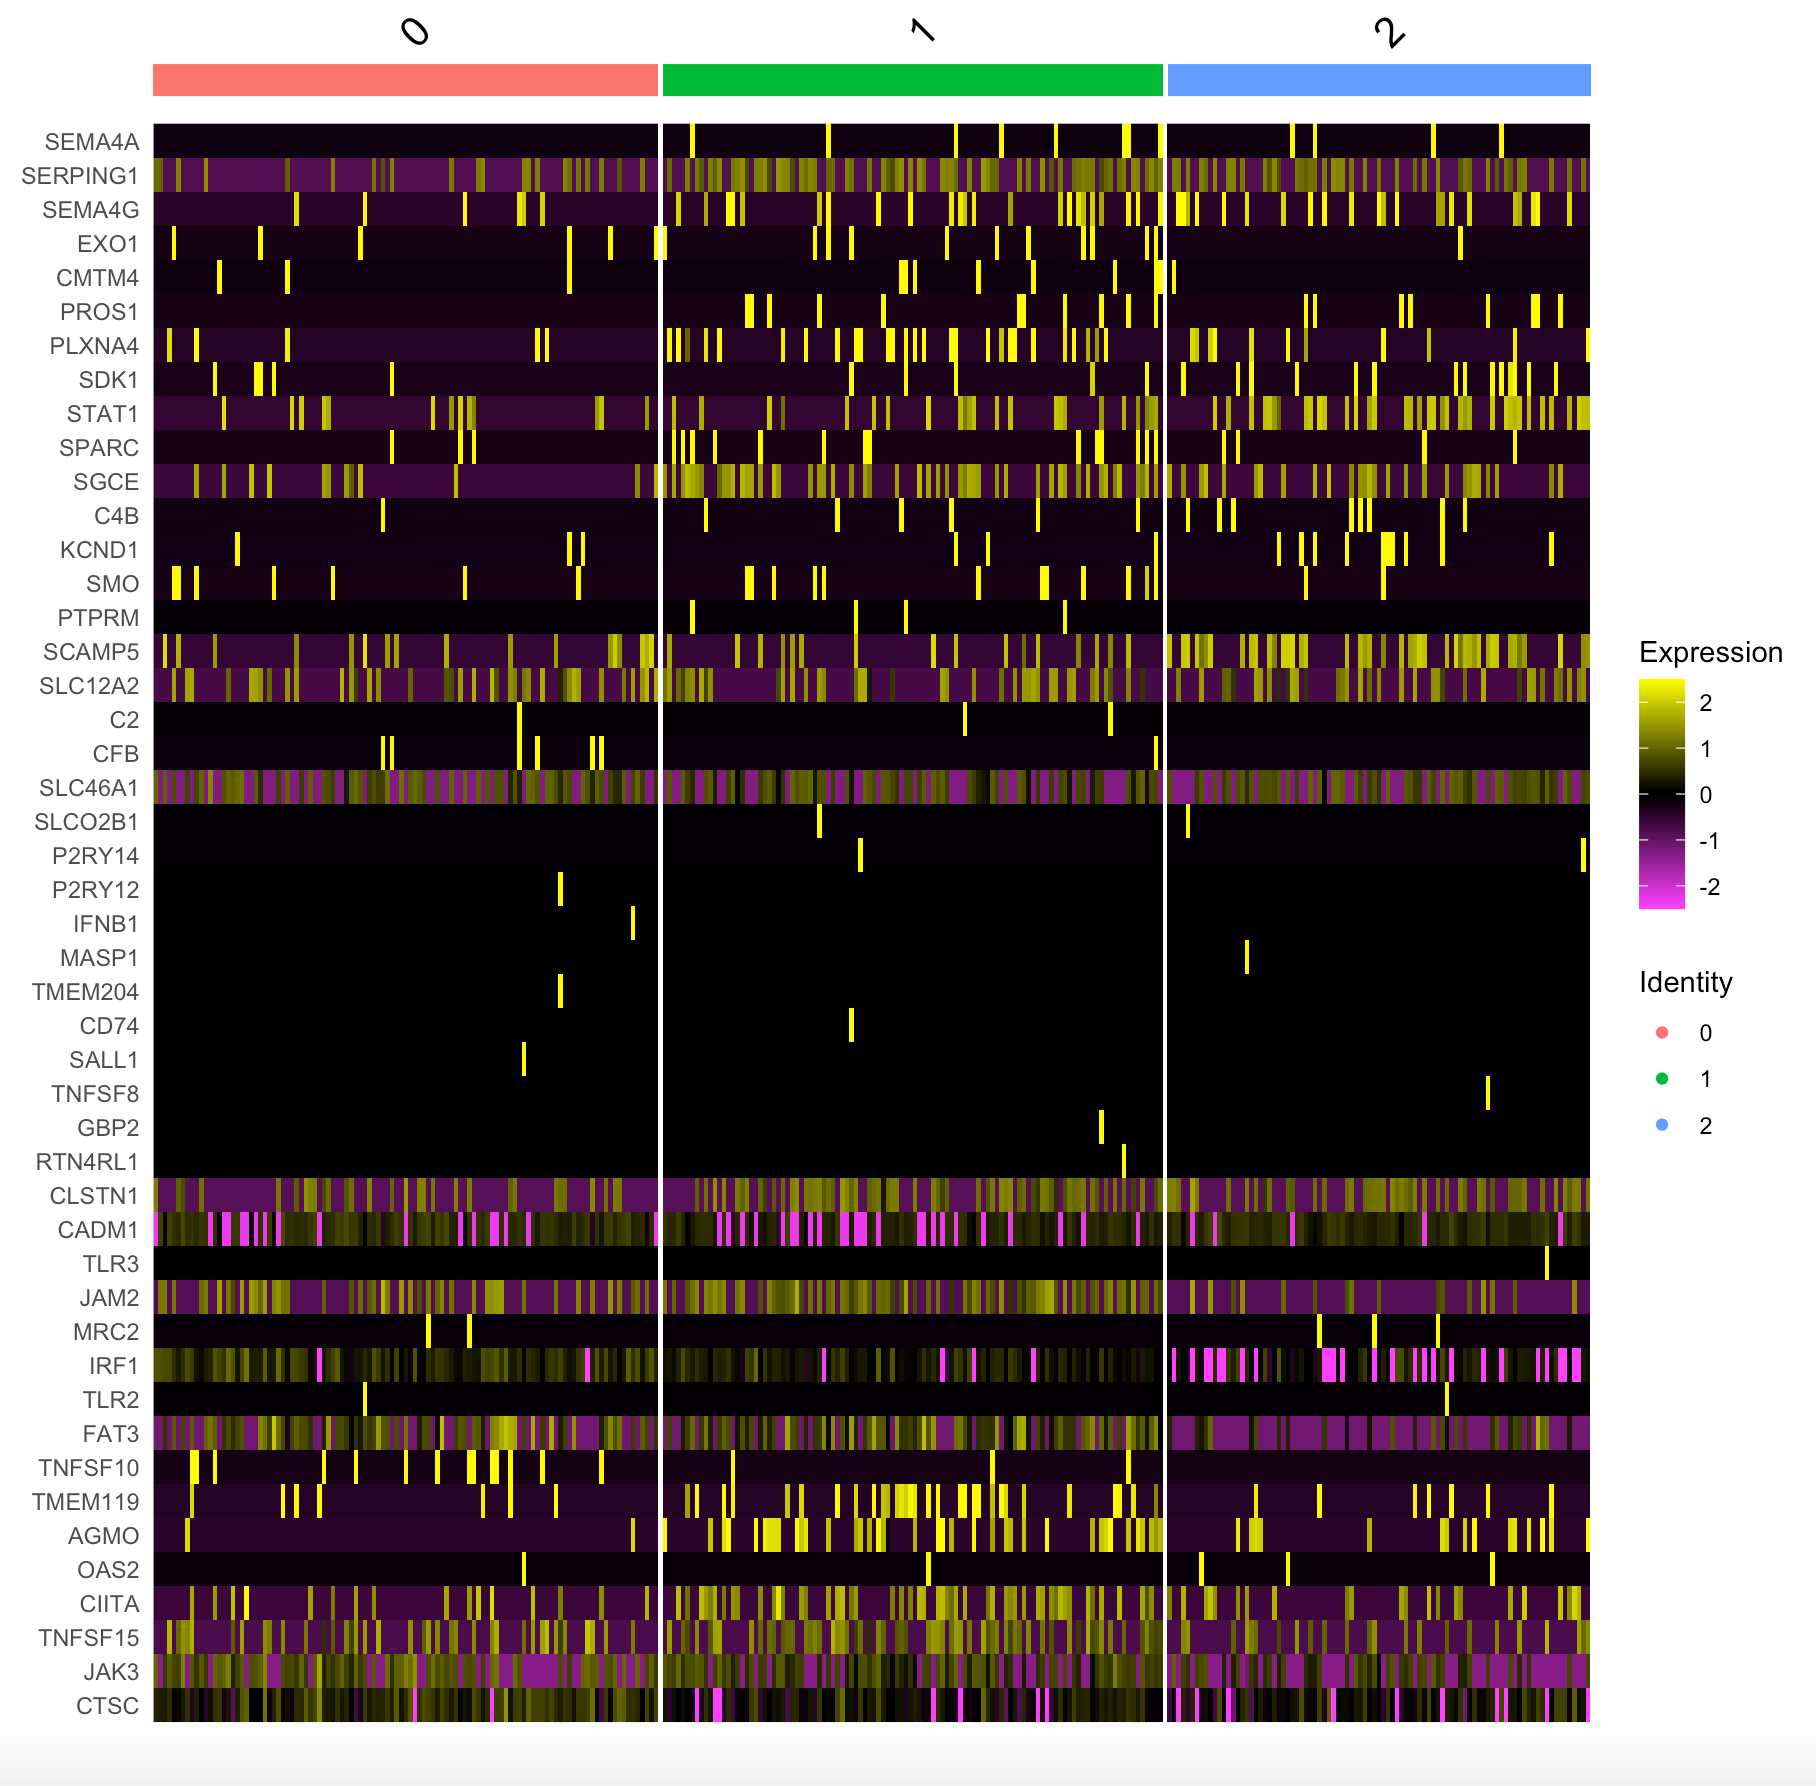 0 1 2
SEMA4A
SERPING1
SEMA4G
EXO1
CMTM4
PROS1
PLXNA4
SDK1
STAT1
SPARC
SGCE
C4B
KCND1
SMO
PTPRM
SCAMP5
SLC12A2
C2
CFB
SLC46A1
SLCO2B1
P2RY14
P2RY12
IFNB1
MASP1
TMEM204
CD74
SALL1
TNFSF8
GBP2
RTN4RL1
CLSTN1
CADM1
TLR3
JAM2
MRC2
IRF1
TLR2
FAT3
TNFSF10
TMEM119
AGMO
OAS2
CIITA
TNFSF15
JAK3
CTSC
Expression
2
1
0
-1
-2
Identity
0
1
2